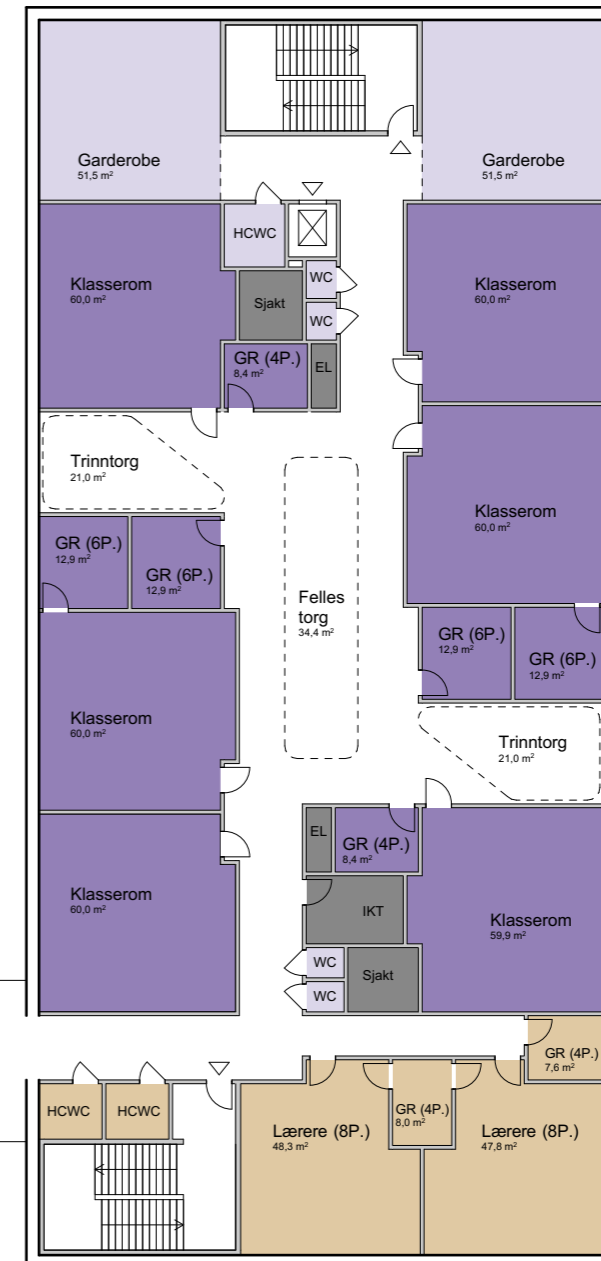 Garderobe
51,5 m²
Garderobe
51,5 m²
HCWC
Klasserom
60,0 m²
WC
Sjakt
WC
Klasserom
60,0 m²
GR (4P.)
8,4 m²
EL
Trinntorg
21,0 m²
Klasserom
60,0 m²
GR (6P.)
12,9 m²
GR (6P.)
12,9 m²
Felles
torg
34,4 m²
GR (6P.)
12,9 m²
GR (6P.)
12,9 m²
Klasserom
60,0 m²
Trinntorg
21,0 m²
EL
GR (4P.)
8,4 m²
Klasserom
60,0 m²
IKT
Klasserom
59,9 m²
WC
Sjakt
WC
GR (4P.)
7,6 m²
HCWC
HCWC
GR (4P.)
8,0 m²
Lærere (8P.)
48,3 m²
Lærere (8P.)
47,8 m²